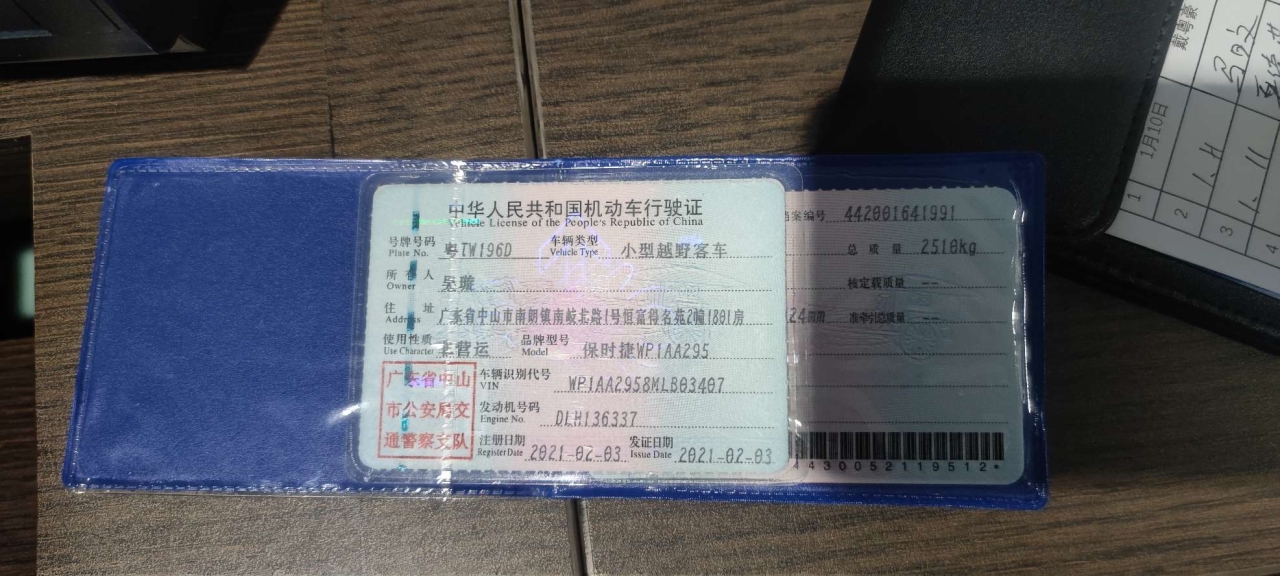 中华人民共和国机动车行驶证
Vehicle License of the People's Republic of China
号牌号码 粤TW196D 车辆类型 小型越野客车
Plate No. Vehicle Type
所有人
Owner
住址 广东省中山市南朗镇南岐北路1号恒富得名苑2幢1801房
Address
使用性质 非营运 品牌型号 保时捷WP1AA295
Use Character Model
广东省中山
市公安局交
通警察支队
车辆识别代号 WP1AA2958MLB03407
VIN
发动机号码 DLH136337
Engine No.
注册日期 2021-02-03 发证日期 2021-02-03
Register Date Issue Date
档案编号 442001641991
总质量 2510kg
核定载质量 --
准牵引总质量 --
430052119512*
戴粤豪
1月10日
1
2
3
4